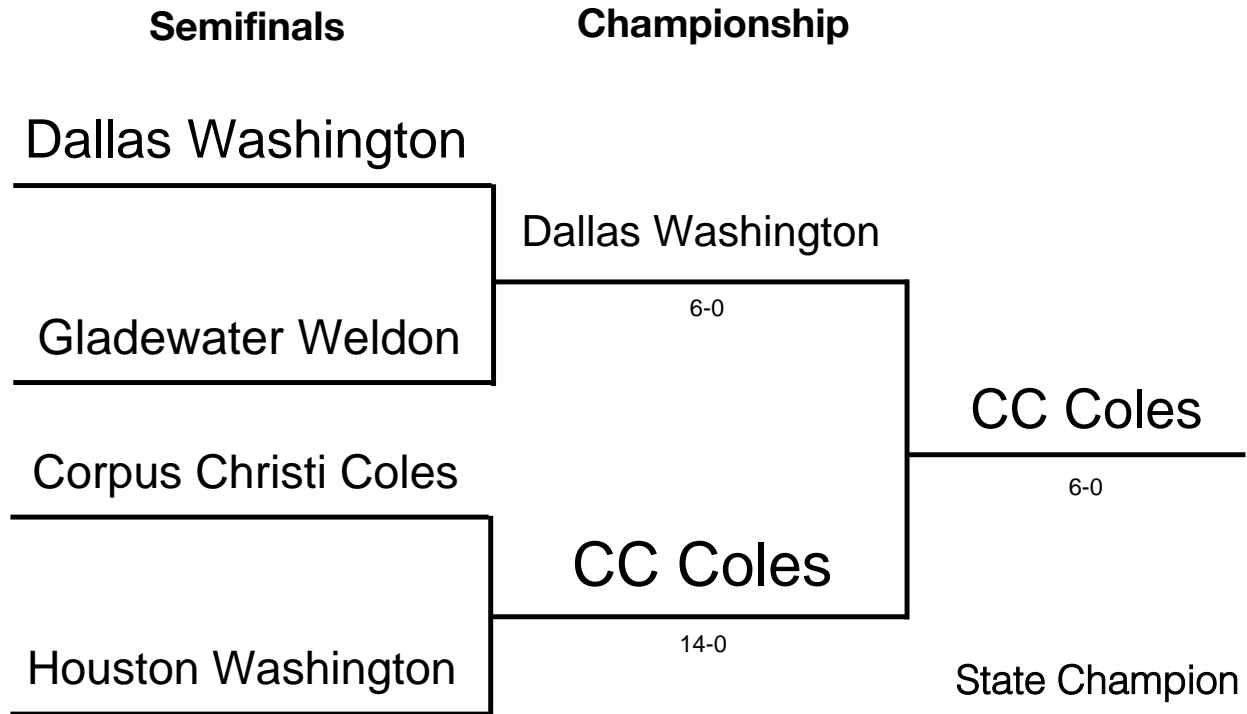 Semifinals
Championship
Dallas Washington
Dallas Washington
6-0
Gladewater Weldon
CC Coles
6-0
Corpus Christi Coles
CC Coles
14-0
Houston Washington
State Champion